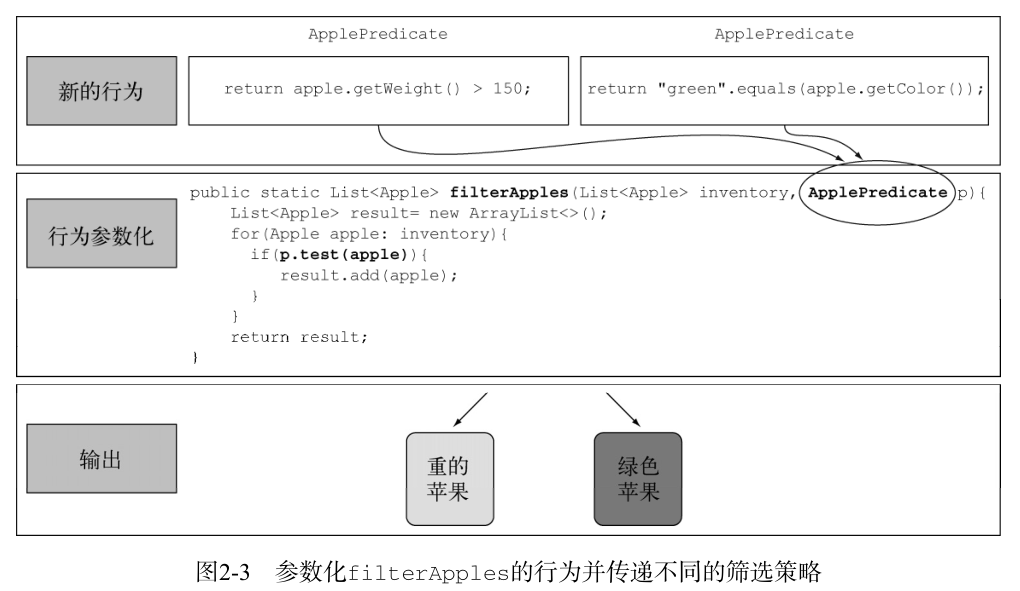 ApplePredicate
ApplePredicate
新的行为
return apple.getWeight() > 150;
return "green".equals(apple.getColor());
行为参数化
public static List<Apple> filterApples(List<Apple> inventory, ApplePredicate p){
List<Apple> result= new ArrayList<>();
for(Apple apple: inventory){
if(p.test(apple)){
result.add(apple);
}
}
return result;
}
输出
重的
苹果
绿色
苹果
图2-3 参数化filterApples的行为并传递不同的筛选策略